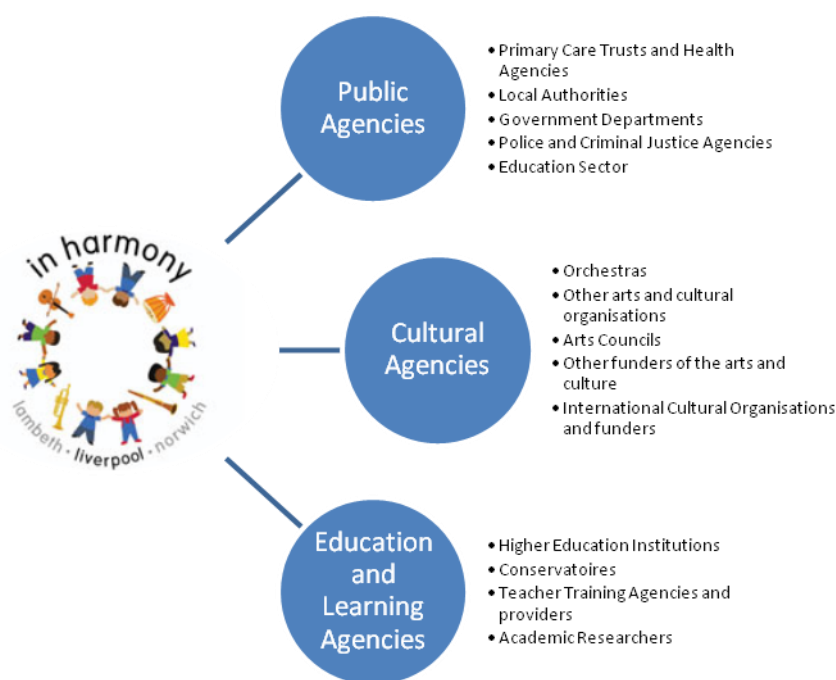 in harmony
lambeth · liverpool · norwich
Public
Agencies
• Primary Care Trusts and Health
Agencies
• Local Authorities
• Government Departments
• Police and Criminal Justice Agencies
• Education Sector
Cultural
Agencies
• Orchestras
• Other arts and cultural
organisations
• Arts Councils
• Other funders of the arts and
culture
• International Cultural Organisations
and funders
Education
and
Learning
Agencies
• Higher Education Institutions
• Conservatoires
• Teacher Training Agencies and
providers
• Academic Researchers